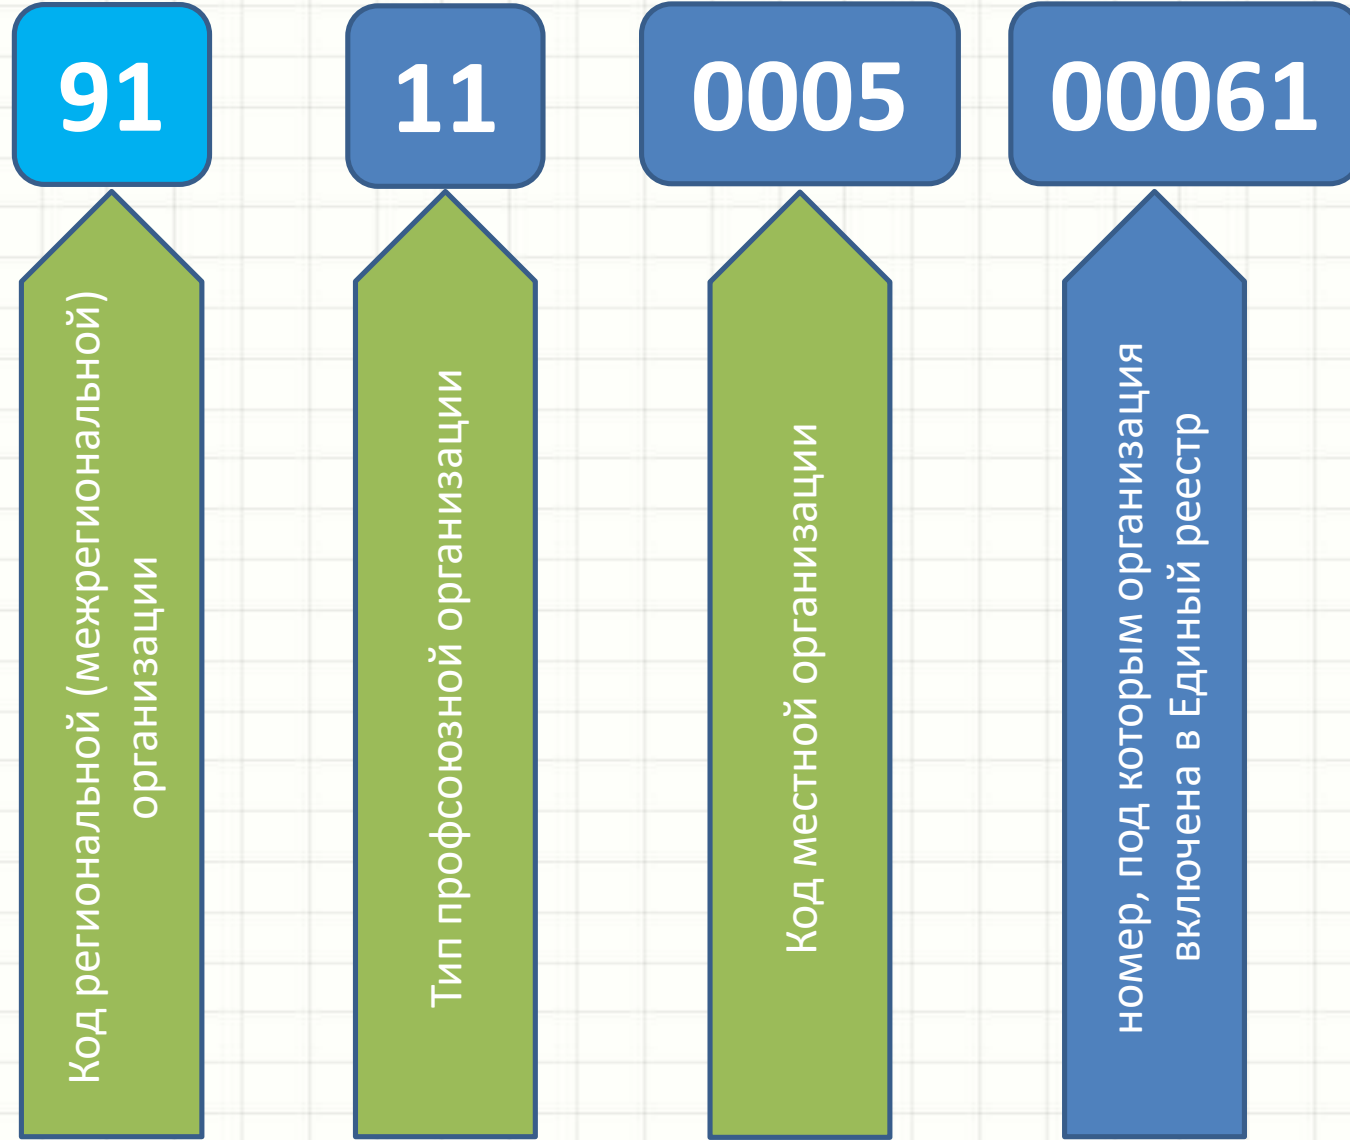 91
11
0005
00061
Код региональной (межрегиональной)
организации
Тип профсоюзной организации
Код местной организации
номер, под которым организация
включена в Единый реестр